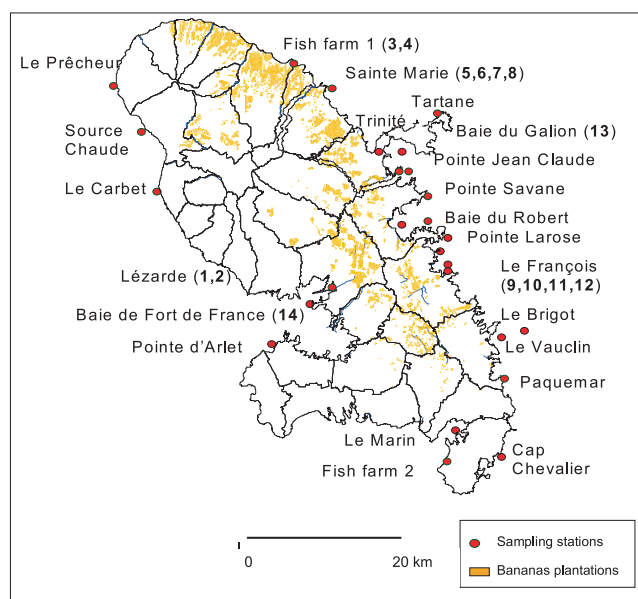 Fish farm 1 (3,4)
Le Prêcheur
Sainte Marie (5,6,7,8)
Tartane
Trinité
Baie du Galion (13)
Source
Chaude
Pointe Jean Claude
Le Carbet
Pointe Savane
Baie du Robert
Pointe Larose
Lézarde (1,2)
Le François
(9,10,11,12)
Baie de Fort de France (14)
Le Brigot
Pointe d'Arlet
Le Vauclin
Paquemar
Le Marin
Cap
Chevalier
Fish farm 2
0
20 km
Sampling stations
Bananas plantations